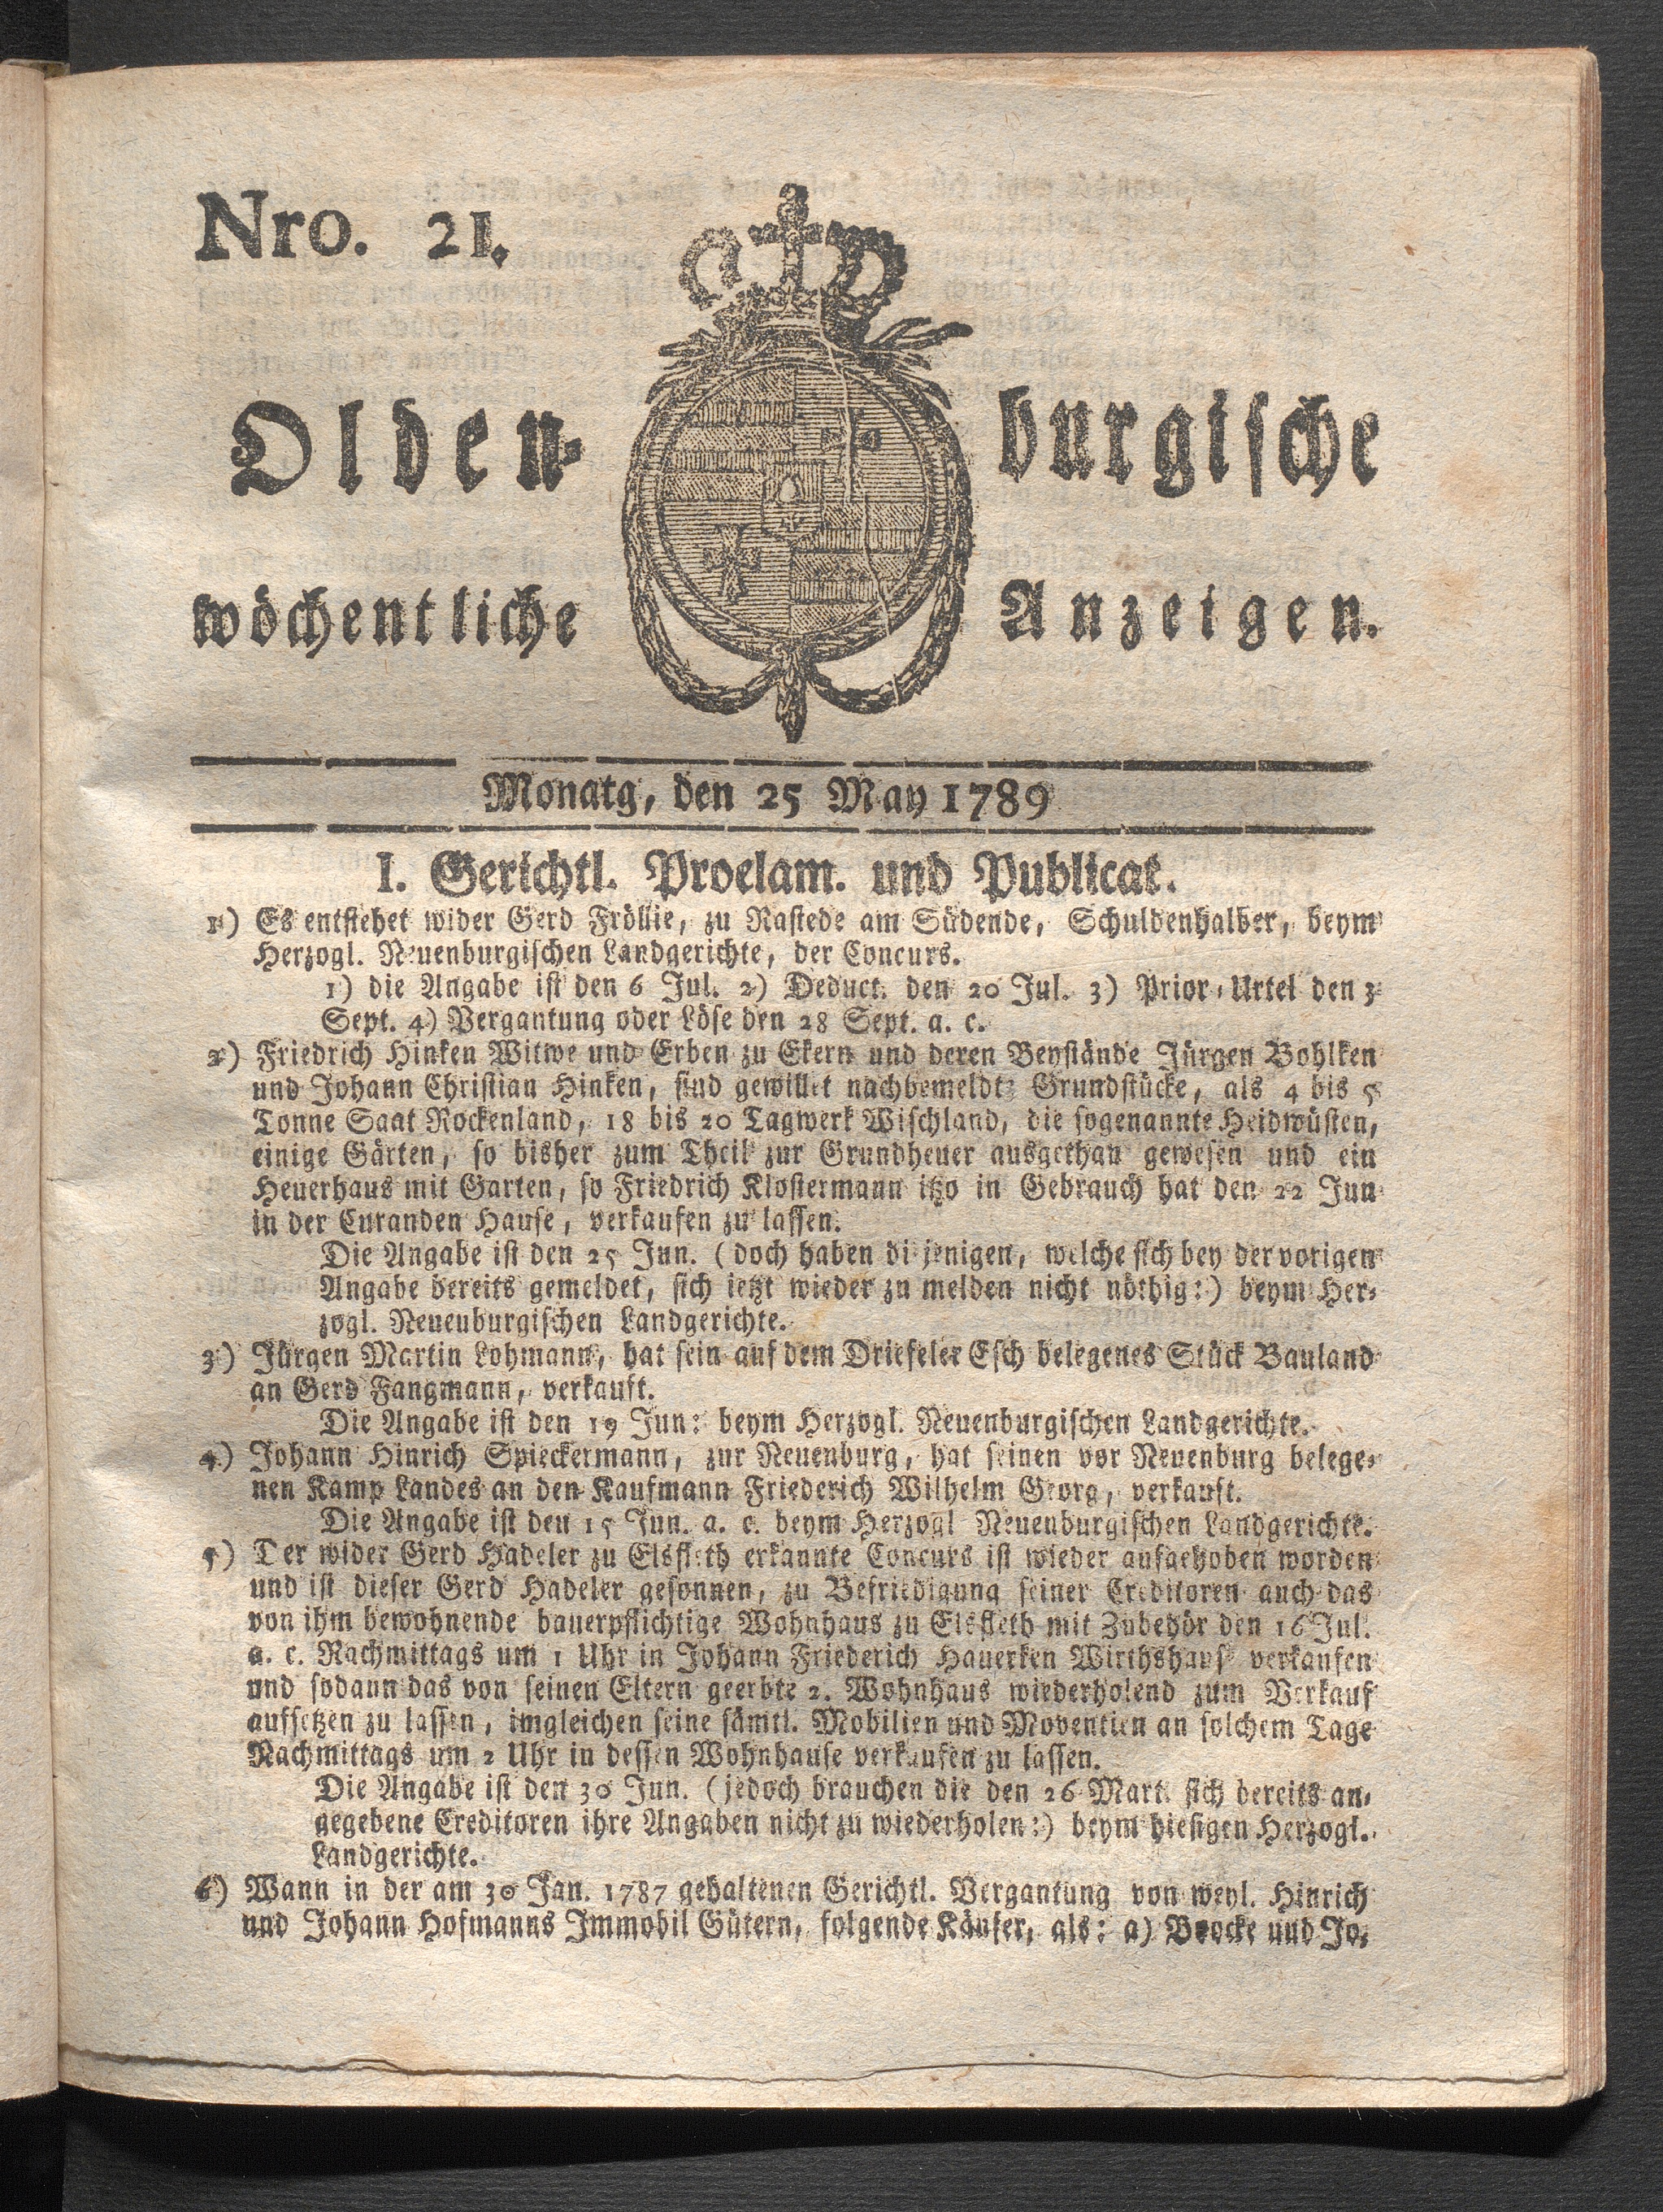 Nro. 21.
Olden- burgische
wöchentliche Anzeigen.
Monatg, den 25 May 1789
I. Gerichtl. Proelam. und Publicat.
1) Es entstehet wider Gerd Fröllie, zu Rastede am Südende, Schuldenhalber, beym
Herzogl. Neuenburgischen Landgerichte, der Concurs.
1) die Angabe ist den 6 Jul. 2) Deduct. den 20 Jul. 3) Prior-Urtel den 3
Sept. 4) Vergantung oder Löse den 28 Sept. a. c.
2) Friedrich Hinken Witwe und Erben zu Ekern und deren Beystände Jürgen Bohlken
und Johann Christian Hinken, sind gewillet nachbemeldte Grundstücke, als 4 bis 5
Tonne Saat Rockenland, 18 bis 20 Tagwerk Wischland, die sogenannte Heidwüsten,
einige Gärten, so bisher zum Theil zur Grundheuer ausgethan gewesen und ein
Heuerhaus mit Garten, so Friedrich Klostermann itzo in Gebrauch hat den 22 Jun
in der Curanden Hause, verkaufen zu lassen.
Die Angabe ist den 25 Jun. (doch haben diejenigen, welche sich bey der vorigen
Angabe bereits gemeldet, sich jetzt wieder zu melden nicht nöthig:) beym Her-
zogl. Neuenburgischen Landgerichte.
3) Jürgen Martin Lohmann, hat sein auf dem Driefeler Esch belegenes Stück Bauland
an Gerd Fangmann, verkauft.
Die Angabe ist den 19 Jun: beym Herzogl. Neuenburgischen Landgerichte.
4) Johann Hinrich Spieckermann, zur Neuenburg, hat seinen vor Neuenburg belege-
nen Kamp Landes an den Kaufmann Friederich Wilhelm Georg, verkauft.
Die Angabe ist den 15 Jun. a. c. beym Herzogl Neuenburgischen Landgerichte.
5) Der wider Gerd Hadeler zu Elsfleth erkannte Concurs ist wieder aufgehoben worden
und ist dieser Gerd Hadeler gesonnen, zu Befriedigung seiner Creditoren auch das
von ihm bewohnende bauerpflichtige Wohnhaus zu Elsfleth mit Zubehör den 16 Jul.
a. c. Nachmittags um 1 Uhr in Johann Friederich Hauerken Wirthshaus verkaufen
und sodann das von seinen Eltern geerbte 2. Wohnhaus wiederholend zum Verkauf
aufsetzen zu lassen, imgleichen seine sämtl. Mobilien und Moventien an solchem Tage
Nachmittags um 2 Uhr in dessen Wohnhause verkaufen zu lassen.
Die Angabe ist den 30 Jun. (jedoch brauchen die den 26 Mart. sich bereits an-
gegebene Creditoren ihre Angaben nicht zu wiederholen:) beym hiesigen Herzogl.
Landgerichte.
6) Wann in der am 30 Jan. 1787 gehaltenen Gerichtl. Vergantung von weyl. Hinrich
und Johann Hofmanns Immobil Gütern, folgende Käufer, als: a) Brocke und Jo-